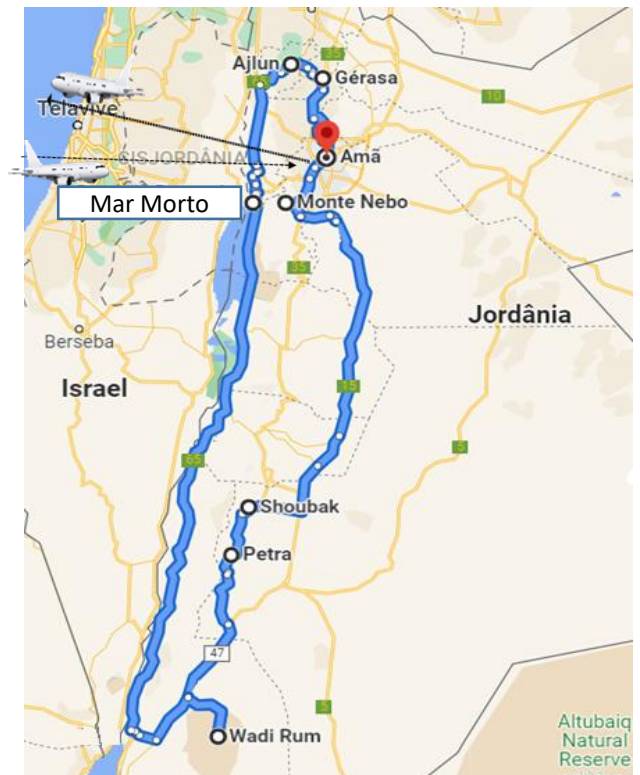 Ajlun
35
25
Gérasa
10
Telavive
Amã
CISJORDÂNIA
Mar Morto
Monte Nebo
35
Jordânia
Berseba
Israel
15
5
65
Shoubak
Petra
47
5
Wadi Rum
Altubaiq
Natural
Reserve